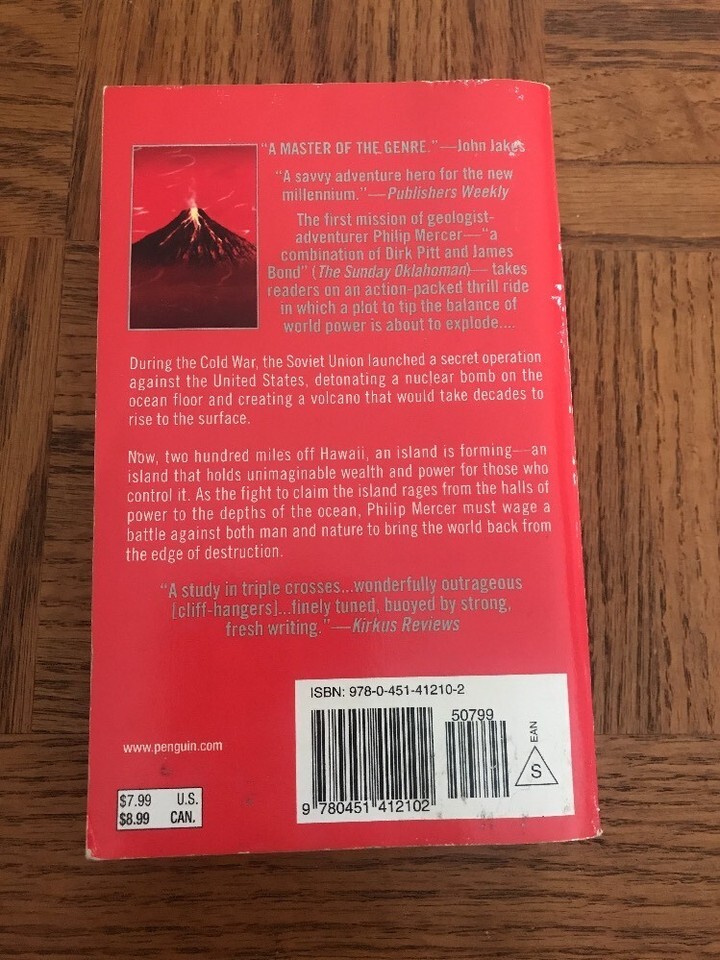 "A MASTER OF THE GENRE."—John Jakes
"A savvy adventure hero for the new
millennium."—Publishers Weekly
The first mission of geologist-
adventurer Philip Mercer—"a
combination of Dirk Pitt and James
Bond" (The Sunday Oklahoman)—takes
readers on an action-packed thrill ride
in which a plot to tip the balance of
world power is about to explode....
During the Cold War, the Soviet Union launched a secret operation
against the United States, detonating a nuclear bomb on the
ocean floor and creating a volcano that would take decades to
rise to the surface.
Now, two hundred miles off Hawaii, an island is forming—an
island that holds unimaginable wealth and power for those who
control it. As the fight to claim the island rages from the halls of
power to the depths of the ocean, Philip Mercer must wage a
battle against both man and nature to bring the world back from
the edge of destruction.
"A study in triple crosses...wonderfully outrageous
[cliff-hangers]...finely tuned, buoyed by strong,
fresh writing."—Kirkus Reviews
ISBN: 978-0-451-41210-2
50799
EAN
S
9 780451 412102
www.penguin.com
$7.99 U.S.
$8.99 CAN.